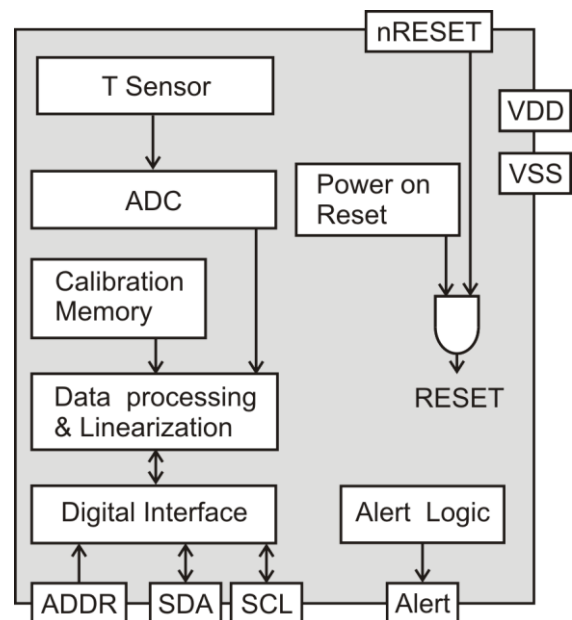 nRESET
T Sensor
VDD
VSS
ADC
Power on
Reset
Calibration
Memory
Data processing
& Linearization
RESET
Digital Interface
Alert Logic
ADDR
SDA
SCL
Alert